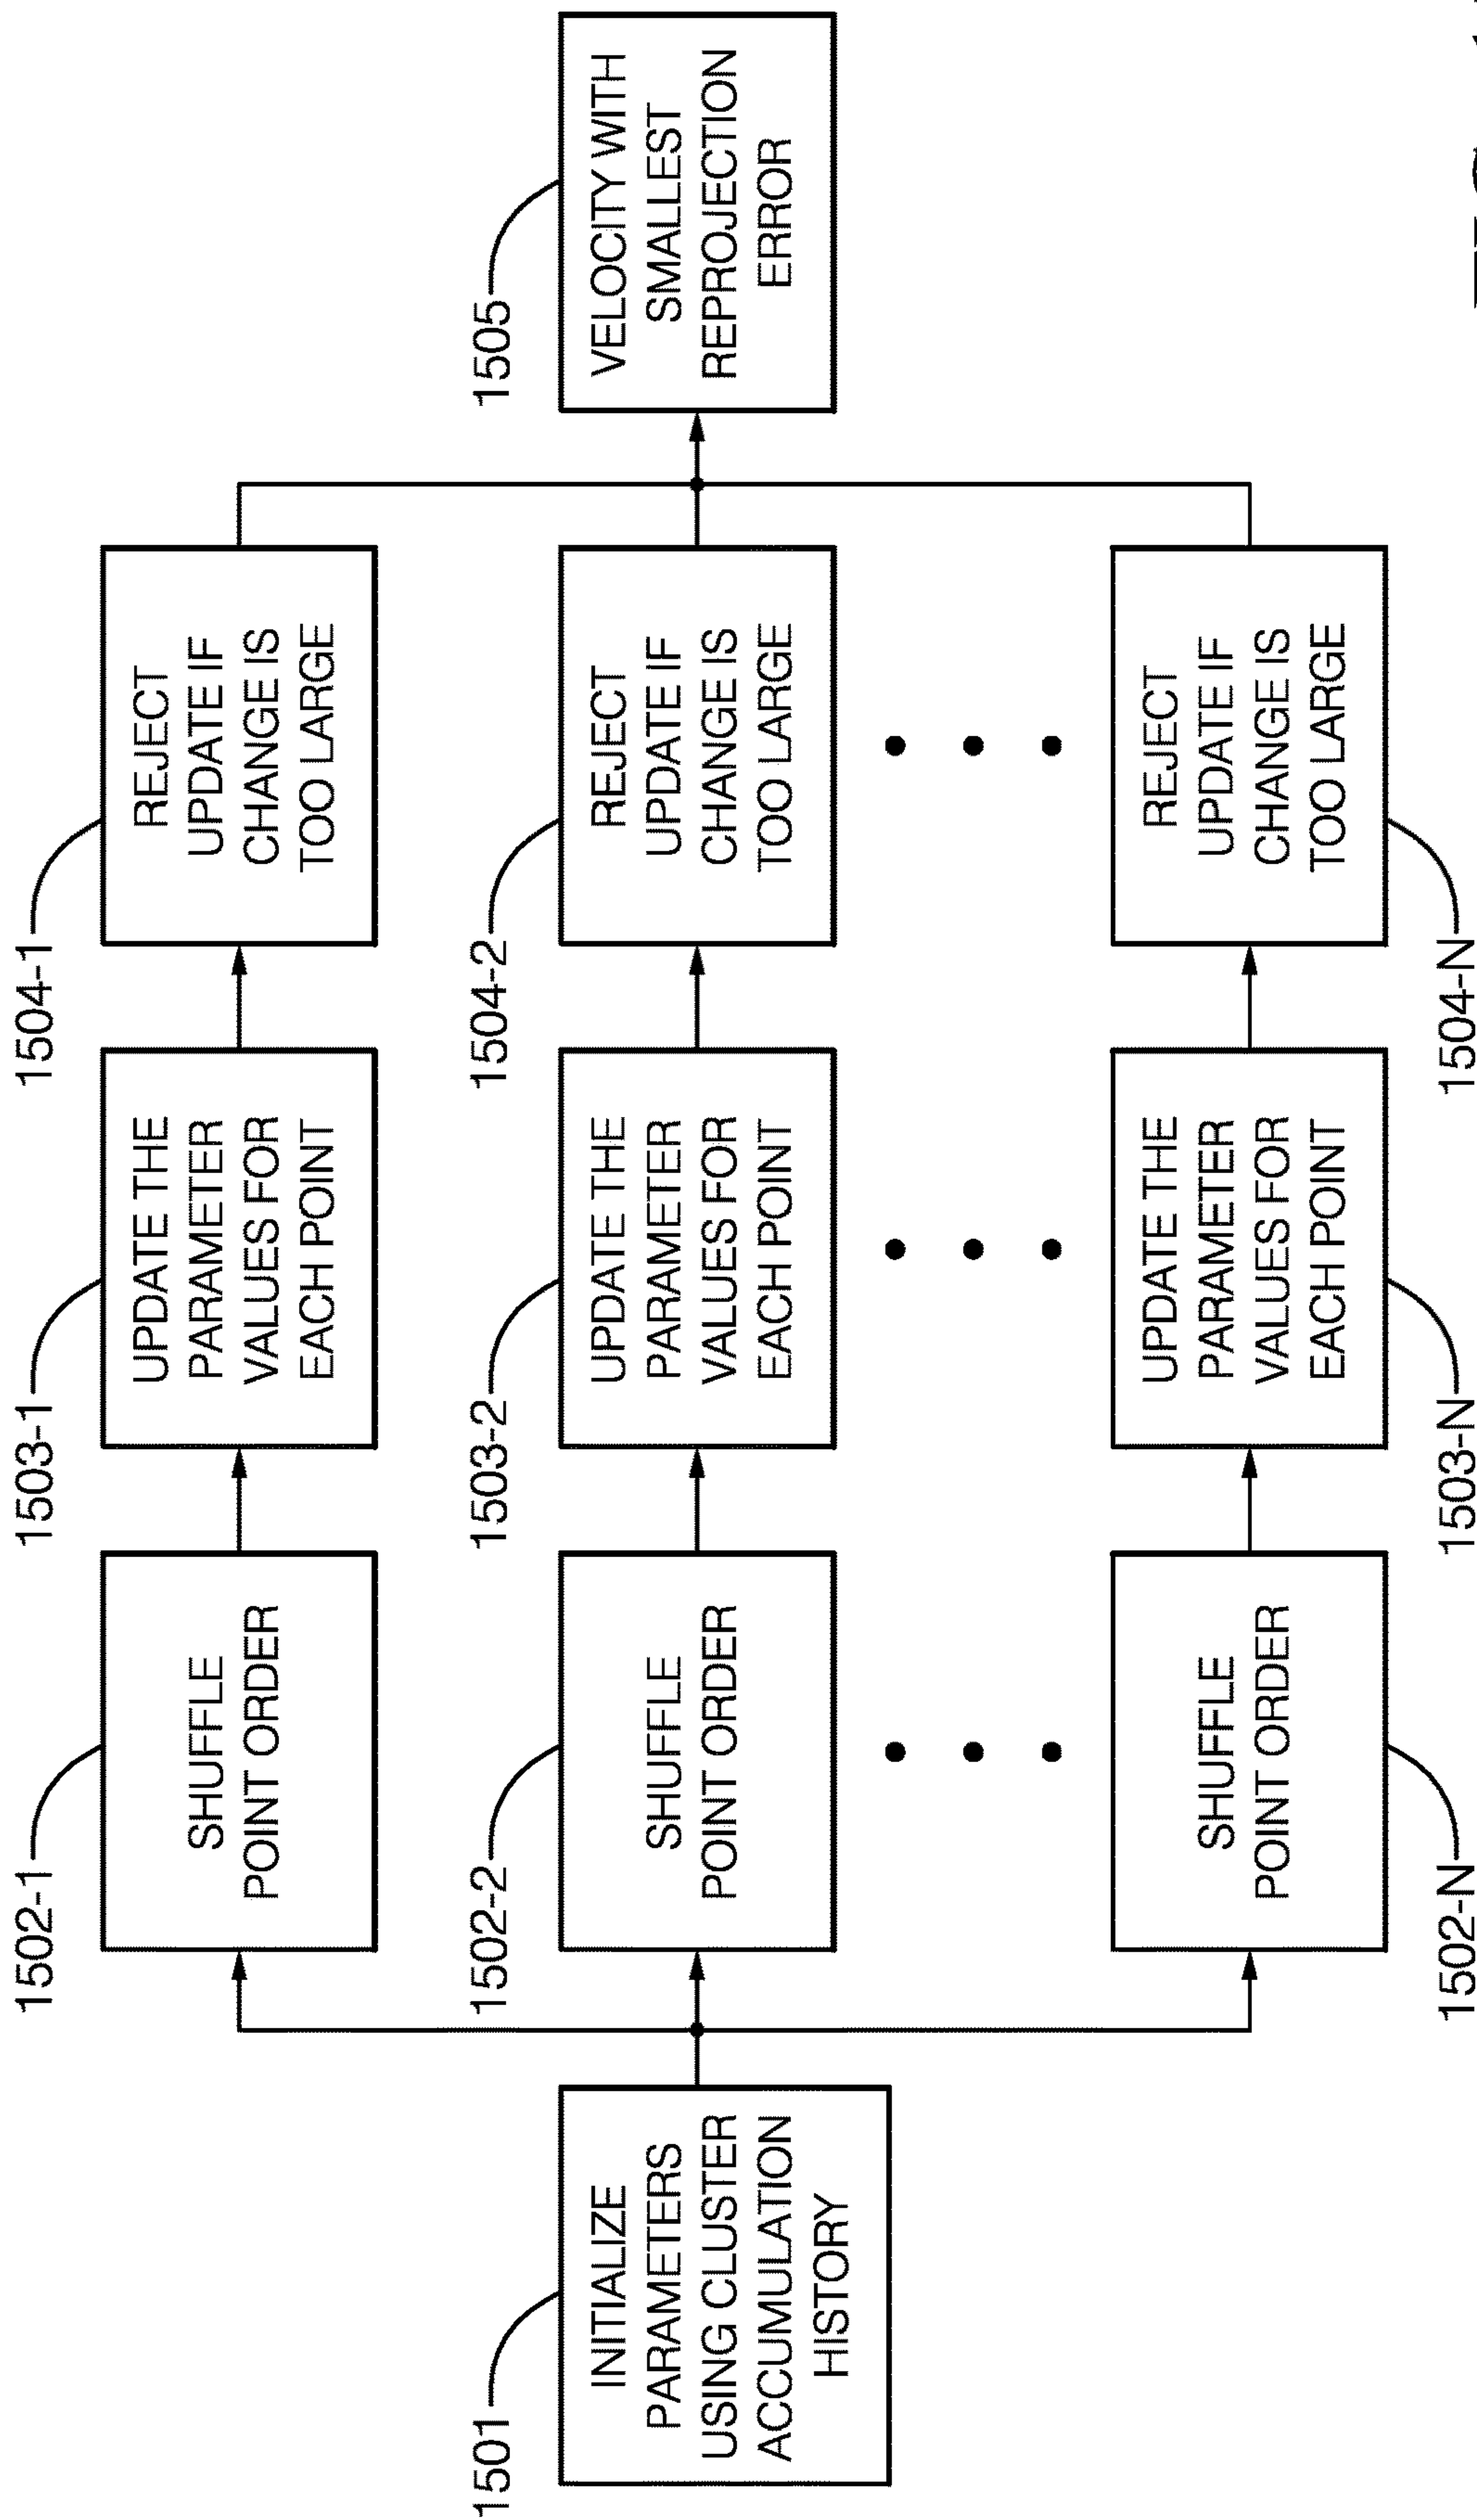 1501
INITIALIZE
PARAMETERS
USING CLUSTER
ACCUMULATION
HISTORY
1502-1
SHUFFLE
POINT ORDER
1503-1
UPDATE THE
PARAMETER
VALUES FOR
EACH POINT
1504-1
REJECT
UPDATE IF
CHANGE IS
TOO LARGE
1502-2
SHUFFLE
POINT ORDER
1503-2
UPDATE THE
PARAMETER
VALUES FOR
EACH POINT
1504-2
REJECT
UPDATE IF
CHANGE IS
TOO LARGE
1502-N
SHUFFLE
POINT ORDER
1503-N
UPDATE THE
PARAMETER
VALUES FOR
EACH POINT
1504-N
REJECT
UPDATE IF
CHANGE IS
TOO LARGE
1505
VELOCITY WITH
SMALLEST
REPROJECTION
ERROR